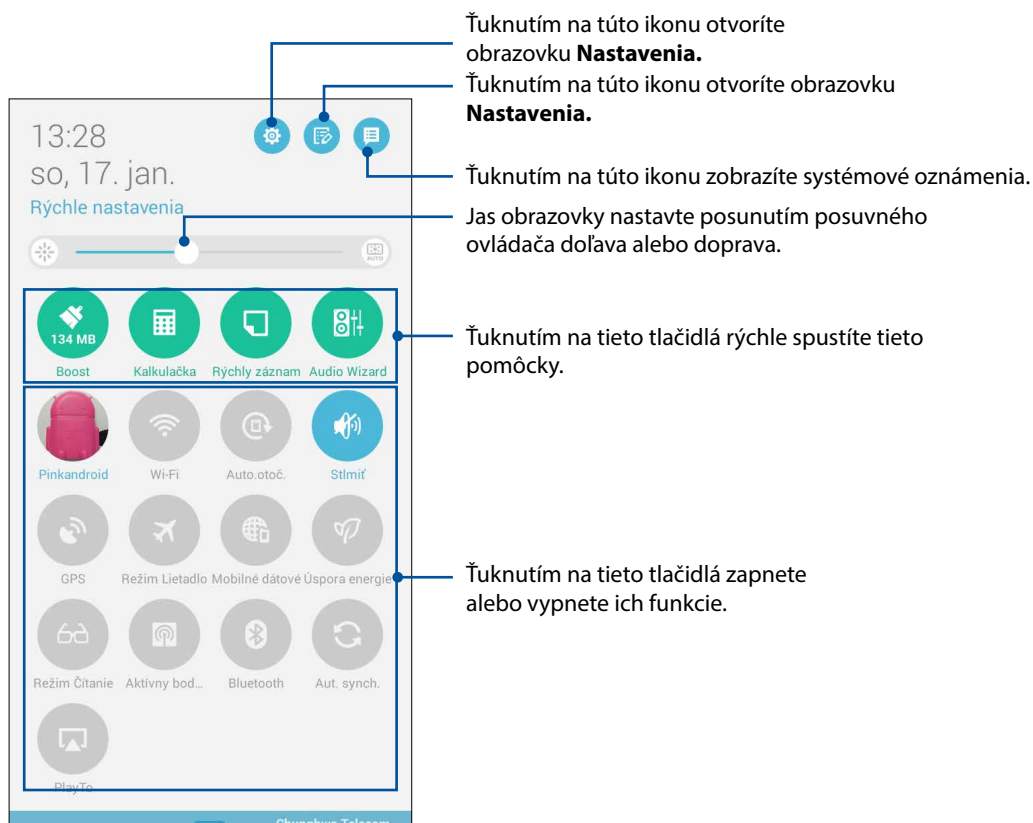 Ťuknutím na túto ikonu otvoríte
obrazovku Nastavenia.
Ťuknutím na túto ikonu otvoríte obrazovku
Nastavenia.
Ťuknutím na túto ikonu zobrazíte systémové oznámenia.
Jas obrazovky nastavte posunutím posuvného
ovládača doľava alebo doprava.
Ťuknutím na tieto tlačidlá rýchle spustíte tieto
pomôcky.
Ťuknutím na tieto tlačidlá zapnete
alebo vypnete ich funkcie.
13:28
so, 17. jan.
Rýchle nastavenia
AUTO
134 MB
Boost Kalkulačka Rýchly záznam Audio Wizard
Pinkandroid Wi-Fi Auto.otoč. Stlmiť
GPS Režim Lietadlo Mobilné dátové Úspora energie
Režim Čítanie Aktívny bod... Bluetooth Aut. synch.
PlayTo
Chunghwa Telecom